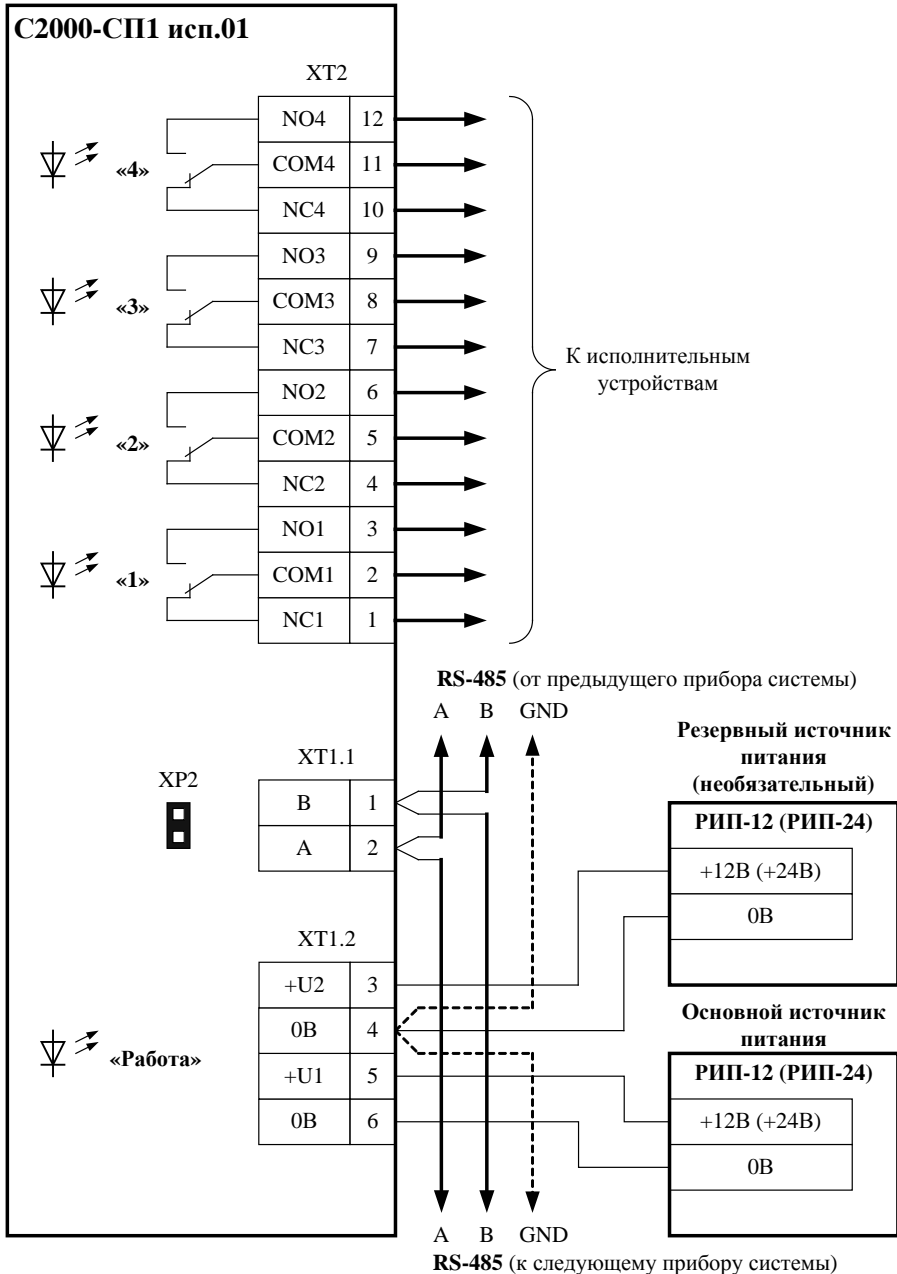 С2000-СП1 исп.01
XT2
NO4 12
«4» COM4 11
NC4 10
NO3 9
«3» COM3 8
NC3 7
NO2 6
«2» COM2 5
NC2 4
NO1 3
«1» COM1 2
NC1 1
К исполнительным
устройствам
RS-485 (от предыдущего прибора системы)
A B GND
XP2
XT1.1
B 1
A 2
Резервный источник
питания
(необязательный)
РИП-12 (РИП-24)
+12В (+24В)
0В
XT1.2
+U2 3
0В 4
+U1 5
0В 6
«Работа»
Основной источник
питания
РИП-12 (РИП-24)
+12В (+24В)
0В
A B GND
RS-485 (к следующему прибору системы)